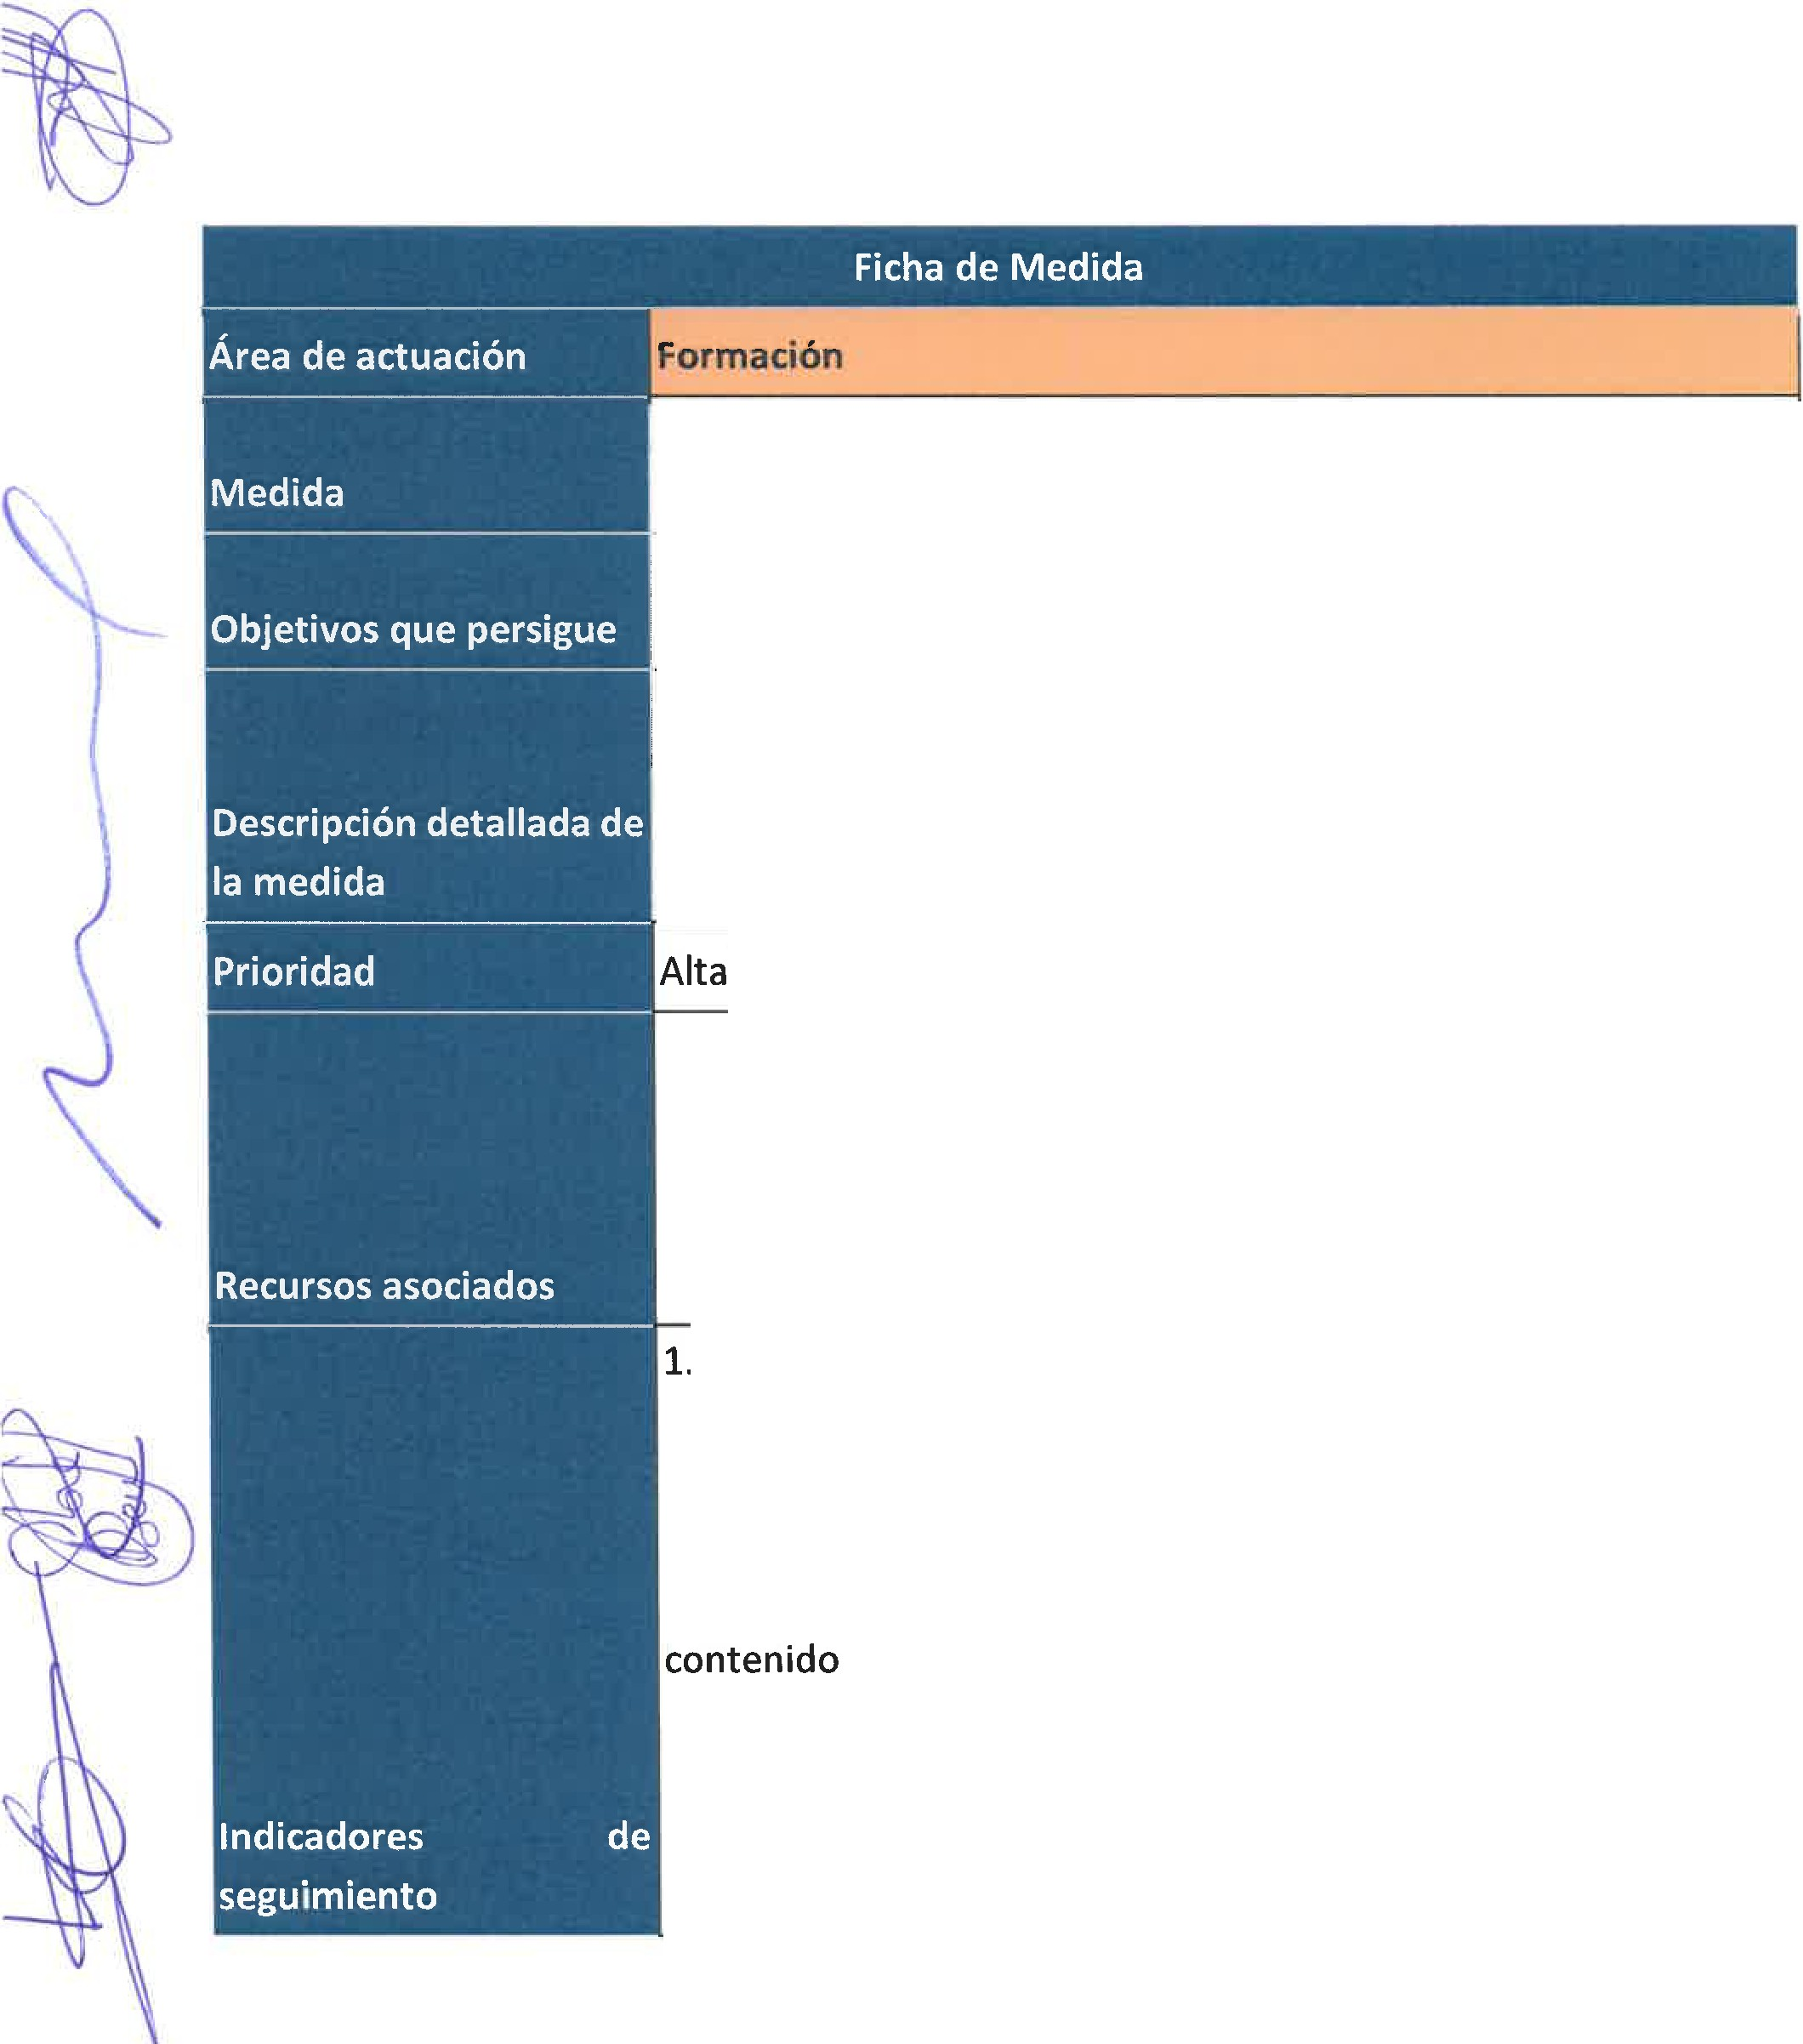 Ficha de Medida
Área de actuación
Formación
Medida
Objetivos que persigue
Descripción detallada de
la medida
Prioridad
Alta
Recursos asociados
1.
contenido
Indicadores de
seguimiento